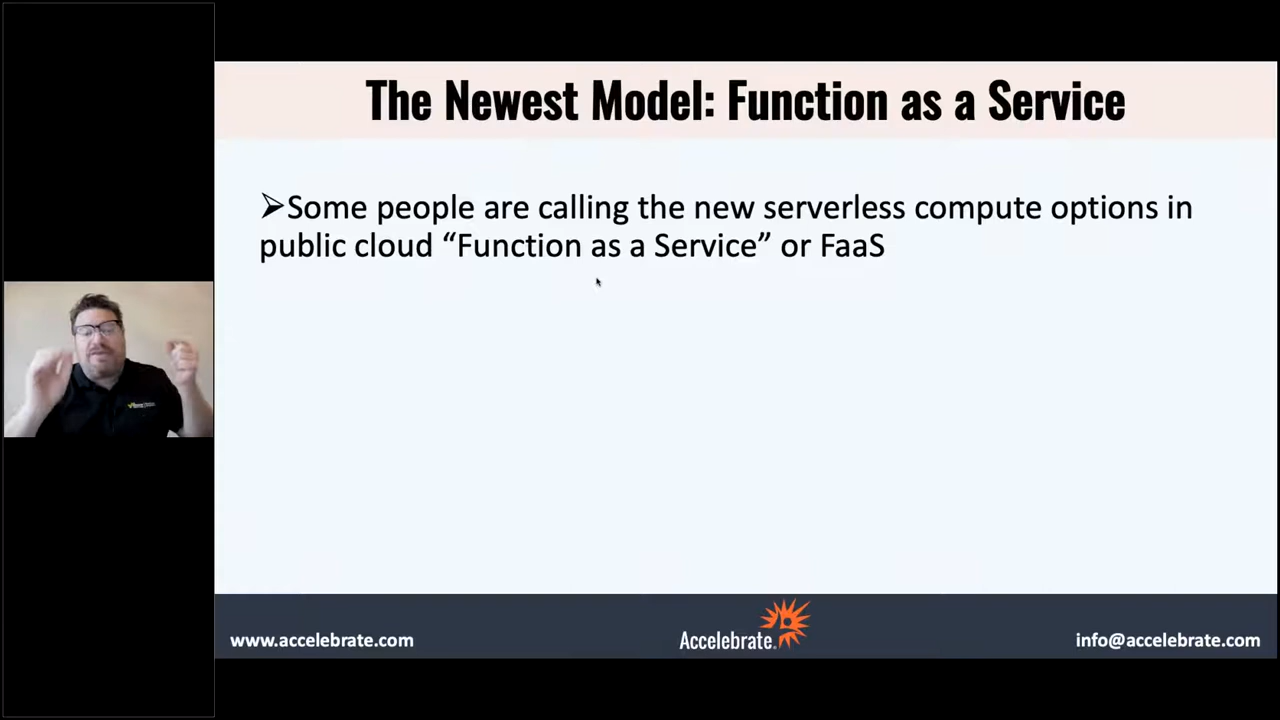 The Newest Model: Function as a Service
➢Some people are calling the new serverless compute options in
public cloud “Function as a Service” or FaaS
www.accelebrate.com
Accelebrate.
info@accelebrate.com